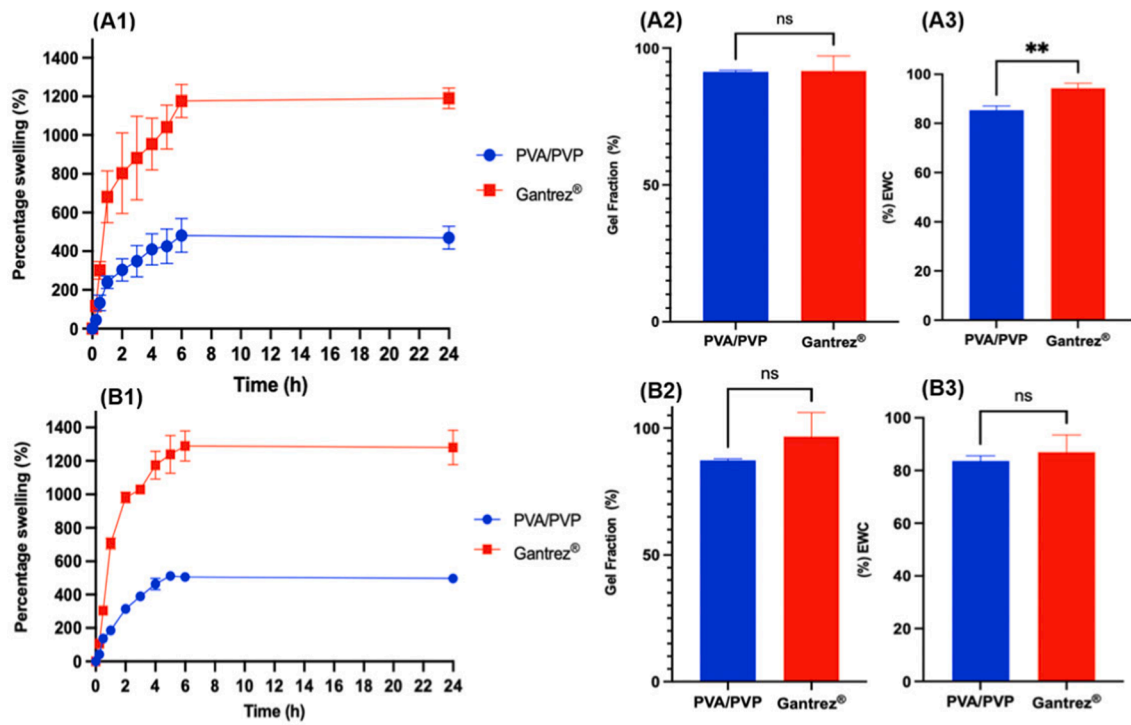 (A1)
Percentage swelling (%)
1400
1200
1000
800
600
400
200
0
0 2 4 6 8 10 12 14 16 18 20 22 24
Time (h)
PVA/PVP
Gantrez®
(A2)
ns
Gel Fraction (%)
100
50
0
PVA/PVP Gantrez®
(A3)
**
(%) EWC
100
80
60
40
20
0
PVA/PVP Gantrez®
(B1)
Percentage swelling (%)
1400
1200
1000
800
600
400
200
0
0 2 4 6 8 10 12 14 16 18 20 22 24
Time (h)
PVA/PVP
Gantrez®
(B2)
ns
Gel Fraction (%)
100
50
0
PVA/PVP Gantrez®
(B3)
ns
(%) EWC
100
80
60
40
20
0
PVA/PVP Gantrez®